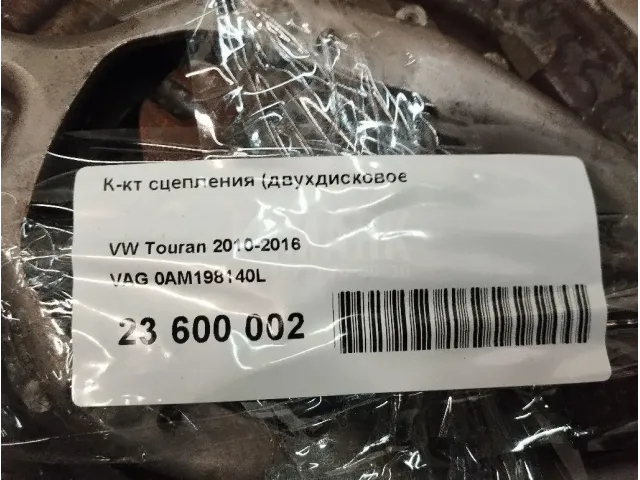 К-кт сцепления (двухдисковое
VW Touran 2010-2016
VAG 0AM198140L
23 600 002